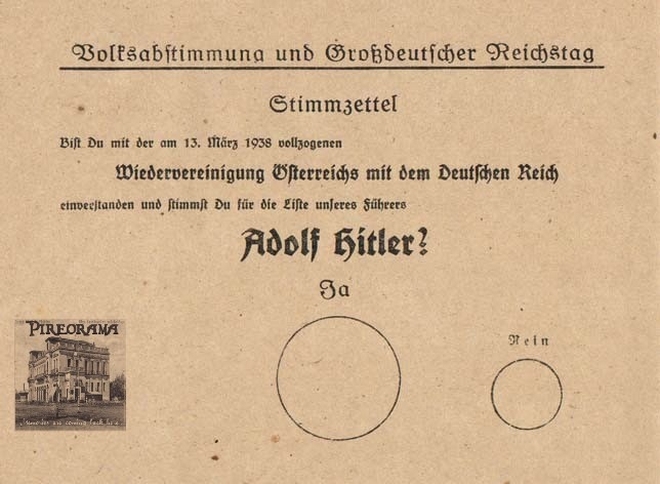 Volksabstimmung und Großdeutscher Reichstag
Stimmzettel
Bist Du mit der am 13. März 1938 vollzogenen
Wiedervereinigung Österreichs mit dem Deutschen Reich
einverstanden und stimmst Du für die Liste unseres Führers
Adolf Hitler?
Ja
Nein
PIREORAMA